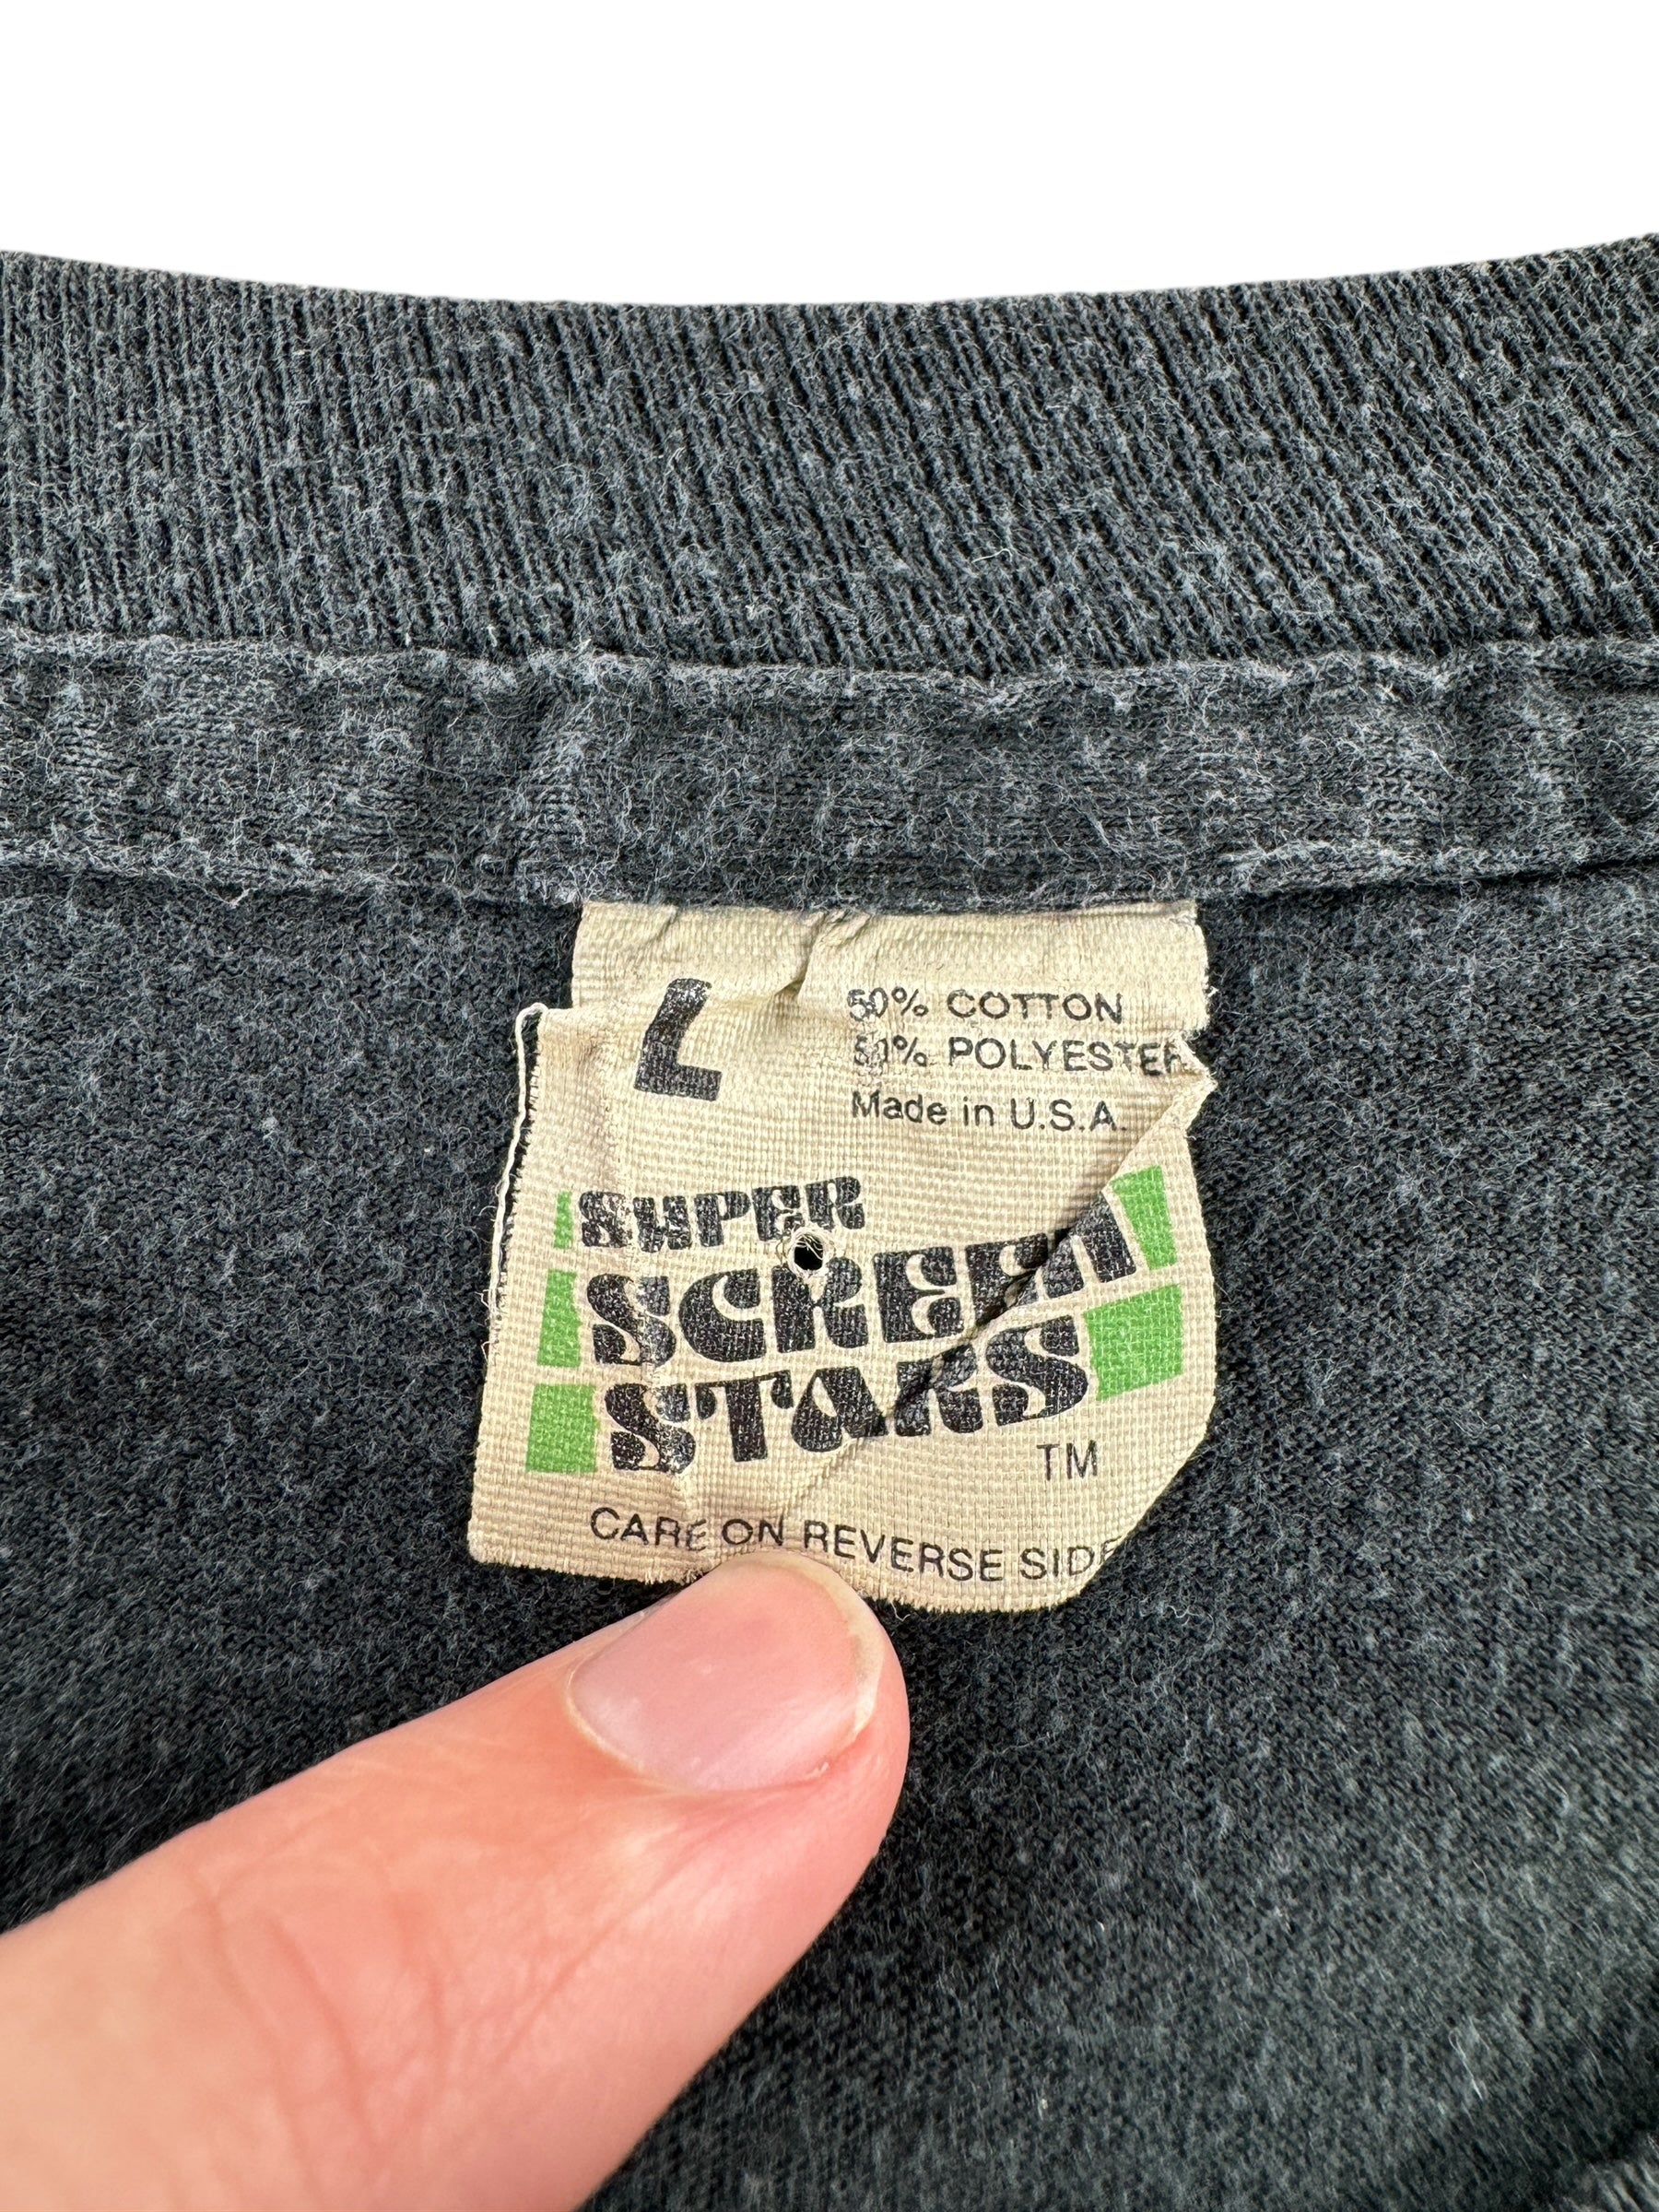 L
50% COTTON
50% POLYESTER
Made in U.S.A.
SUPER
SCREEN
STARS
TM
CARE ON REVERSE SIDE